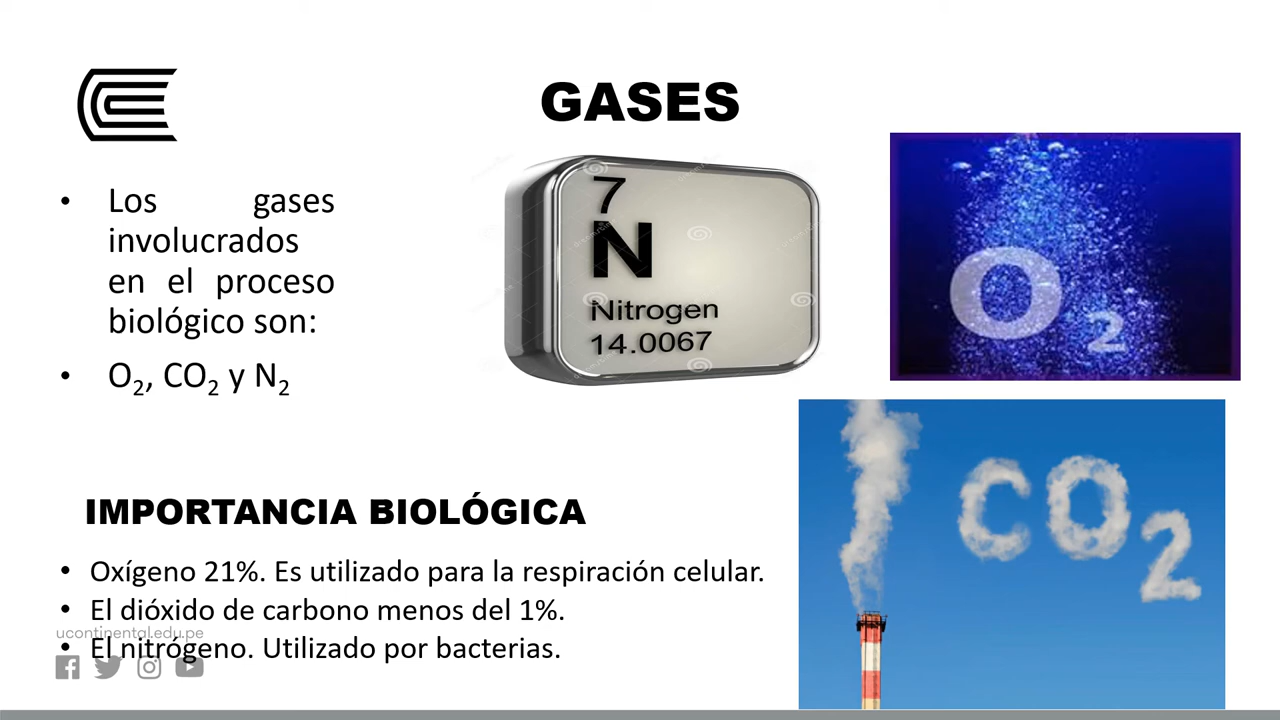 GASES
• Los gases
involucrados
en el proceso
biológico son:
• O₂, CO₂ y N₂
7
N
Nitrogen
14.0067
O₂
CO₂
IMPORTANCIA BIOLÓGICA
• Oxígeno 21%. Es utilizado para la respiración celular.
• El dióxido de carbono menos del 1%.
ucontinental.edu.pe
• El nitrógeno. Utilizado por bacterias.